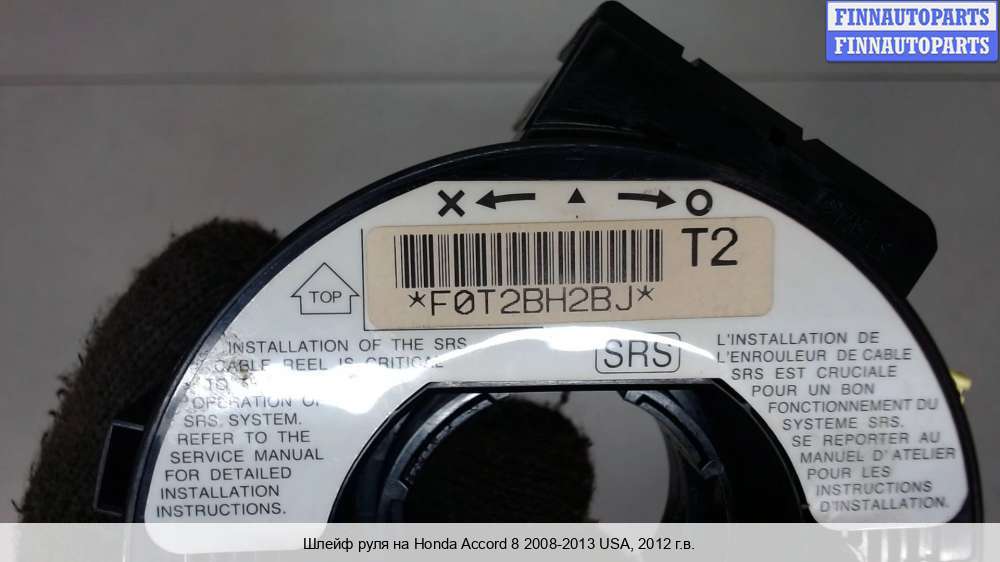 FINNAUTOPARTS
FINNAUTOPARTS
T2
*F0T2BH2BJ*
TOP
SRS
INSTALLATION OF THE SRS
CABLE REEL IS CRITICAL
TO
OPERATION OF
SRS SYSTEM.
REFER TO THE
SERVICE MANUAL
FOR DETAILED
INSTALLATION
INSTRUCTIONS.
L'INSTALLATION DE
L'ENROULEUR DE CABLE
SRS EST CRUCIALE
POUR UN BON
FONCTIONNEMENT DU
SYSTEME SRS.
SE REPORTER AU
MANUEL D'ATELIER
POUR LES
INSTRUCTIONS
D'INSTALLATION.
Шлейф руля на Honda Accord 8 2008-2013 USA, 2012 г.в.